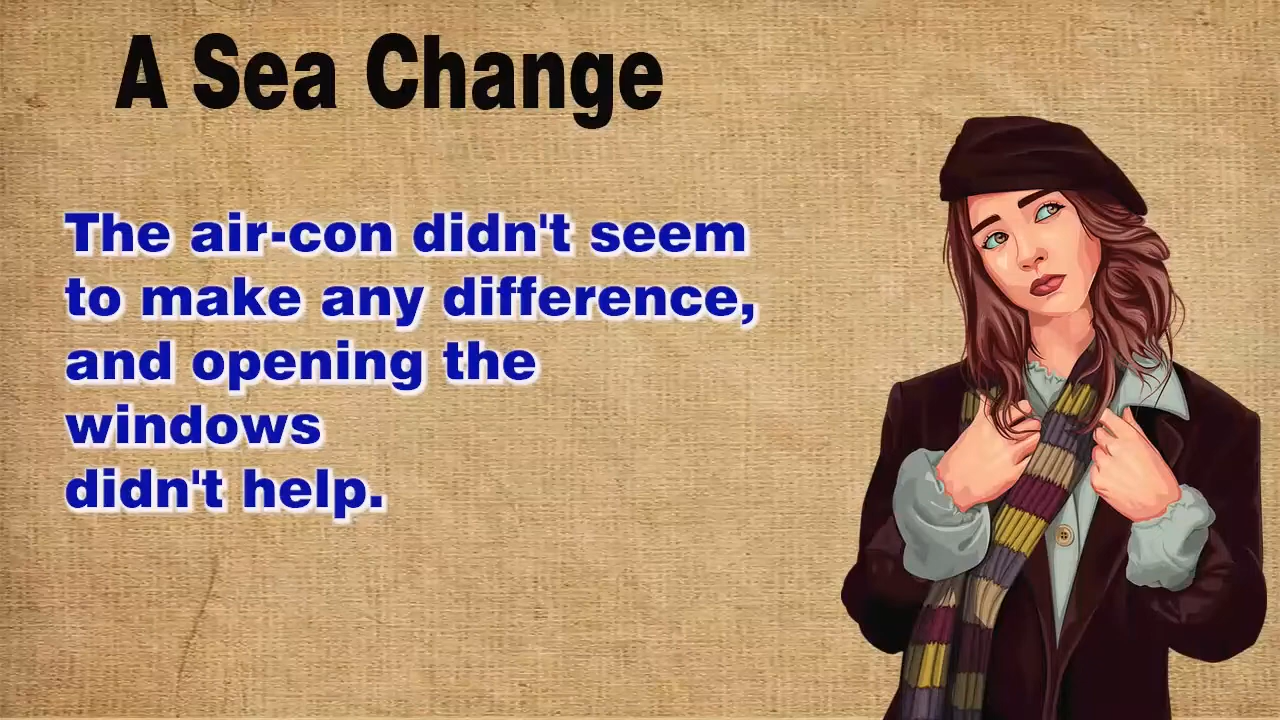 A Sea Change
The air-con didn't seem
to make any difference,
and opening the
windows
didn't help.